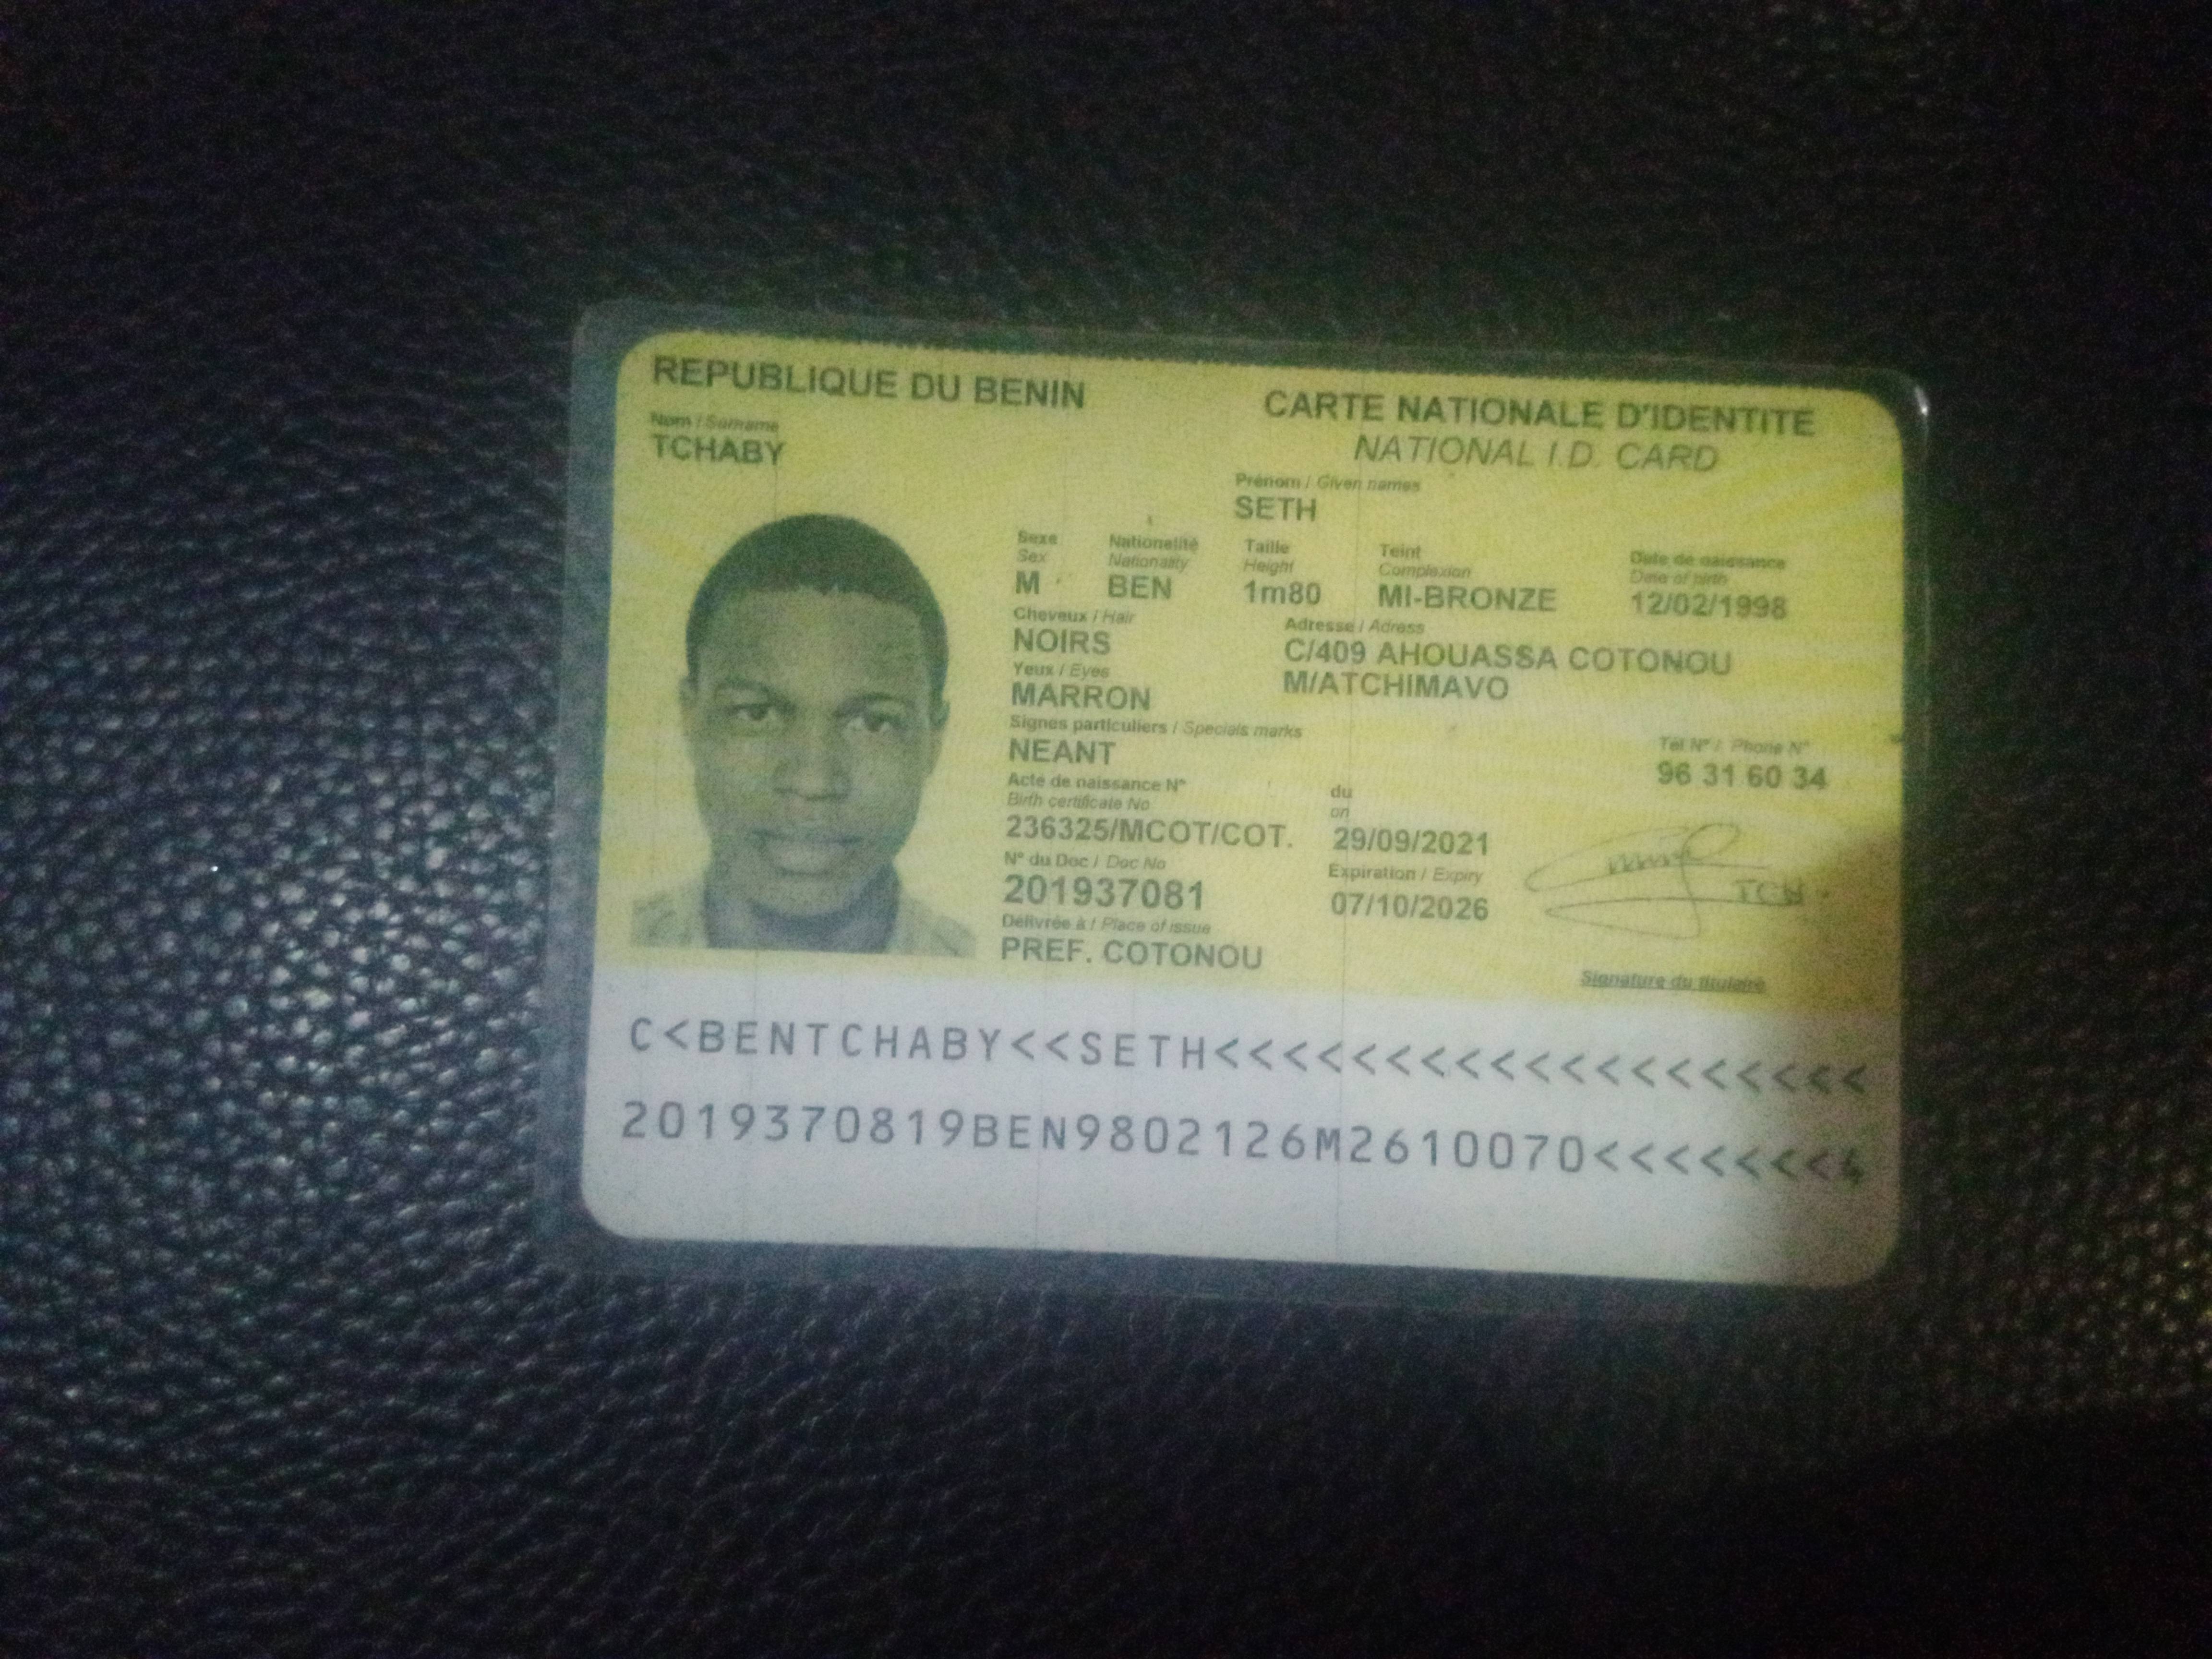 REPUBLIQUE DU BENIN
CARTE NATIONALE D'IDENTITE
NATIONAL I.D. CARD
Nom / Surname
TCHABY
Prénom / Given names
SETH
Sexe Nationalité Taille Teint Date de naissance
Sex Nationality Height Complexion Date of birth
M BEN 1m80 MI-BRONZE 12/02/1998
Cheveux / Hair
NOIRS
Adresse / Adress
C/409 AHOUASSA COTONOU
M/ATCHIMAVO
Yeux / Eyes
MARRON
Signes particuliers / Specials marks
NEANT
Tél N° / Phone N°
96 31 60 34
Acte de naissance N° du
Birth certificate No on
236325/MCOT/COT. 29/09/2021
N° du Doc / Doc No Expiration / Expiry
201937081 07/10/2026
Délivrée à / Place of issue
PREF. COTONOU
TCH
Signature du titulaire
C<BENTCHABY<<SETH<<<<<<<<<<<<<<<<<<<
2019370819BEN9802126M2610070<<<<<<<4